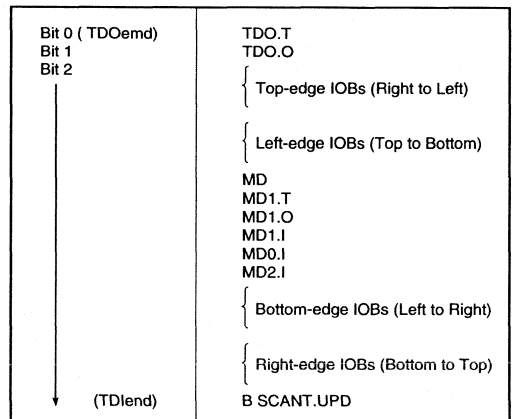 Bit 0 ( TDOemd) TDO.T
Bit 1 TDO.O
Bit 2
Top-edge IOBs (Right to Left)
Left-edge IOBs (Top to Bottom)
MD
MD1.T
MD1.O
MD1.I
MD0.I
MD2.I
Bottom-edge IOBs (Left to Right)
Right-edge IOBs (Bottom to Top)
(TDIend) B SCANT.UPD